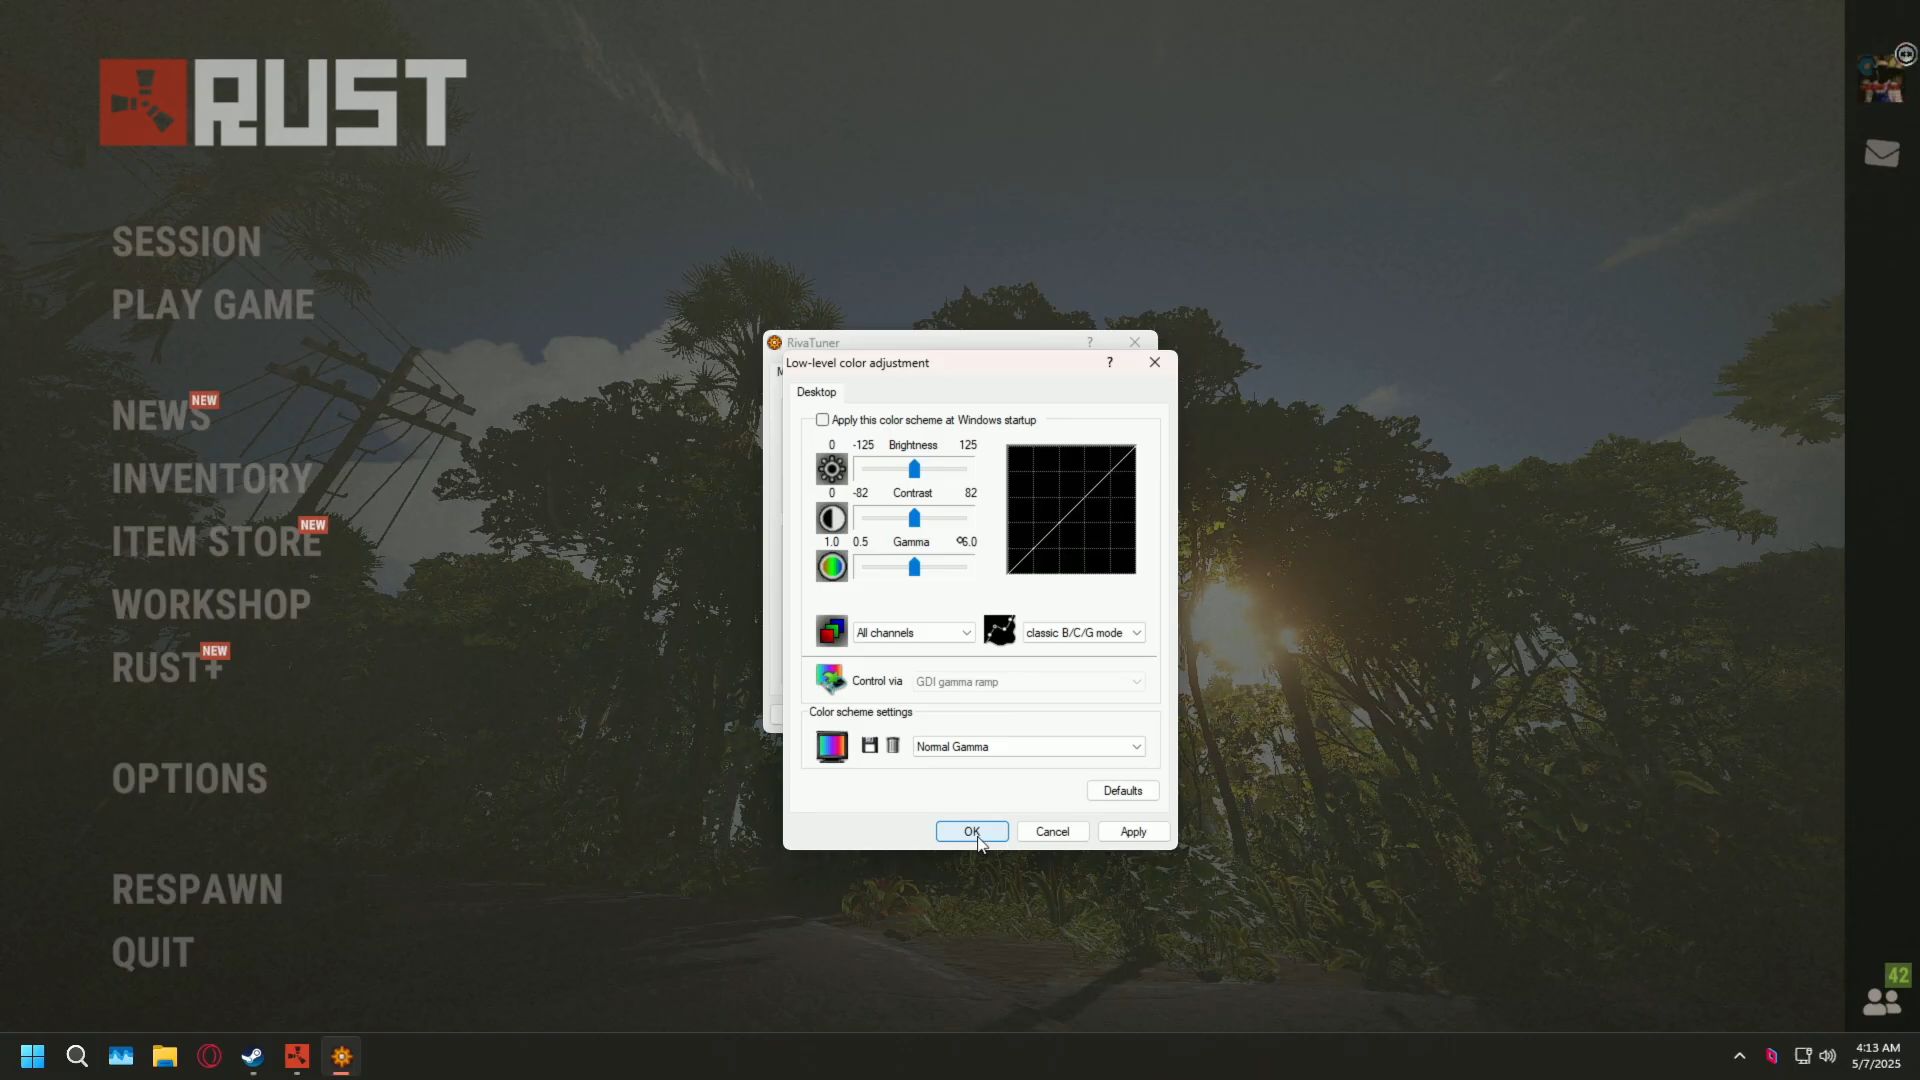 RUST
SESSION
PLAY GAME
NEWS
NEW
INVENTORY
ITEM STORE
NEW
WORKSHOP
RUST+
NEW
OPTIONS
RESPAWN
QUIT
RivaTuner
?
Low-level color adjustment
?
Desktop
Apply this color scheme at Windows startup
0 -125 Brightness 125
0 -82 Contrast 82
1.0 0.5 Gamma 6.0
All channels
classic B/C/G mode
Control via
GDI gamma ramp
Color scheme settings
Normal Gamma
Defaults
OK
Cancel
Apply
42
4:13 AM
5/7/2025